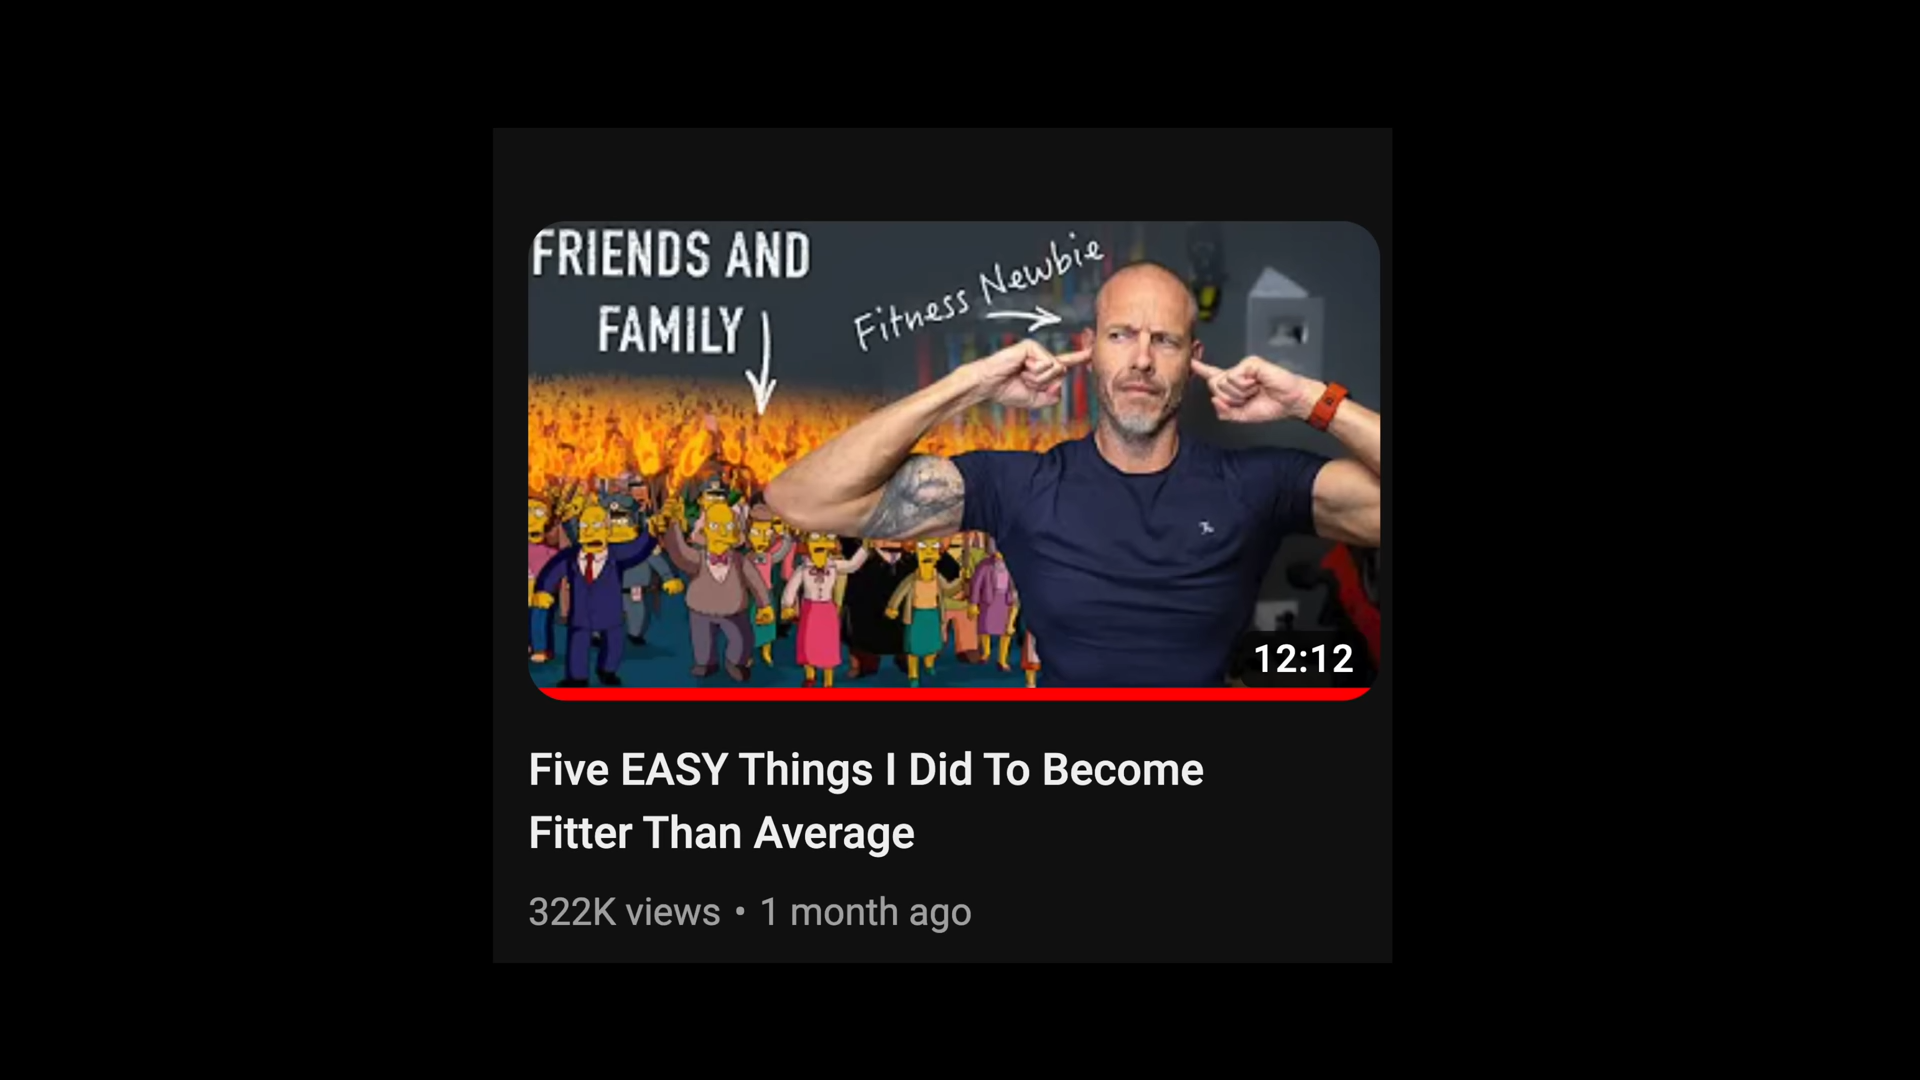 FRIENDS AND
FAMILY
Fitness Newbie
12:12
Five EASY Things I Did To Become
Fitter Than Average
322K views • 1 month ago